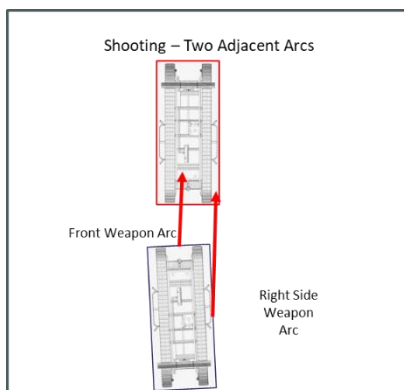 Shooting – Two Adjacent Arcs
Front Weapon Arc
Right Side
Weapon
Arc